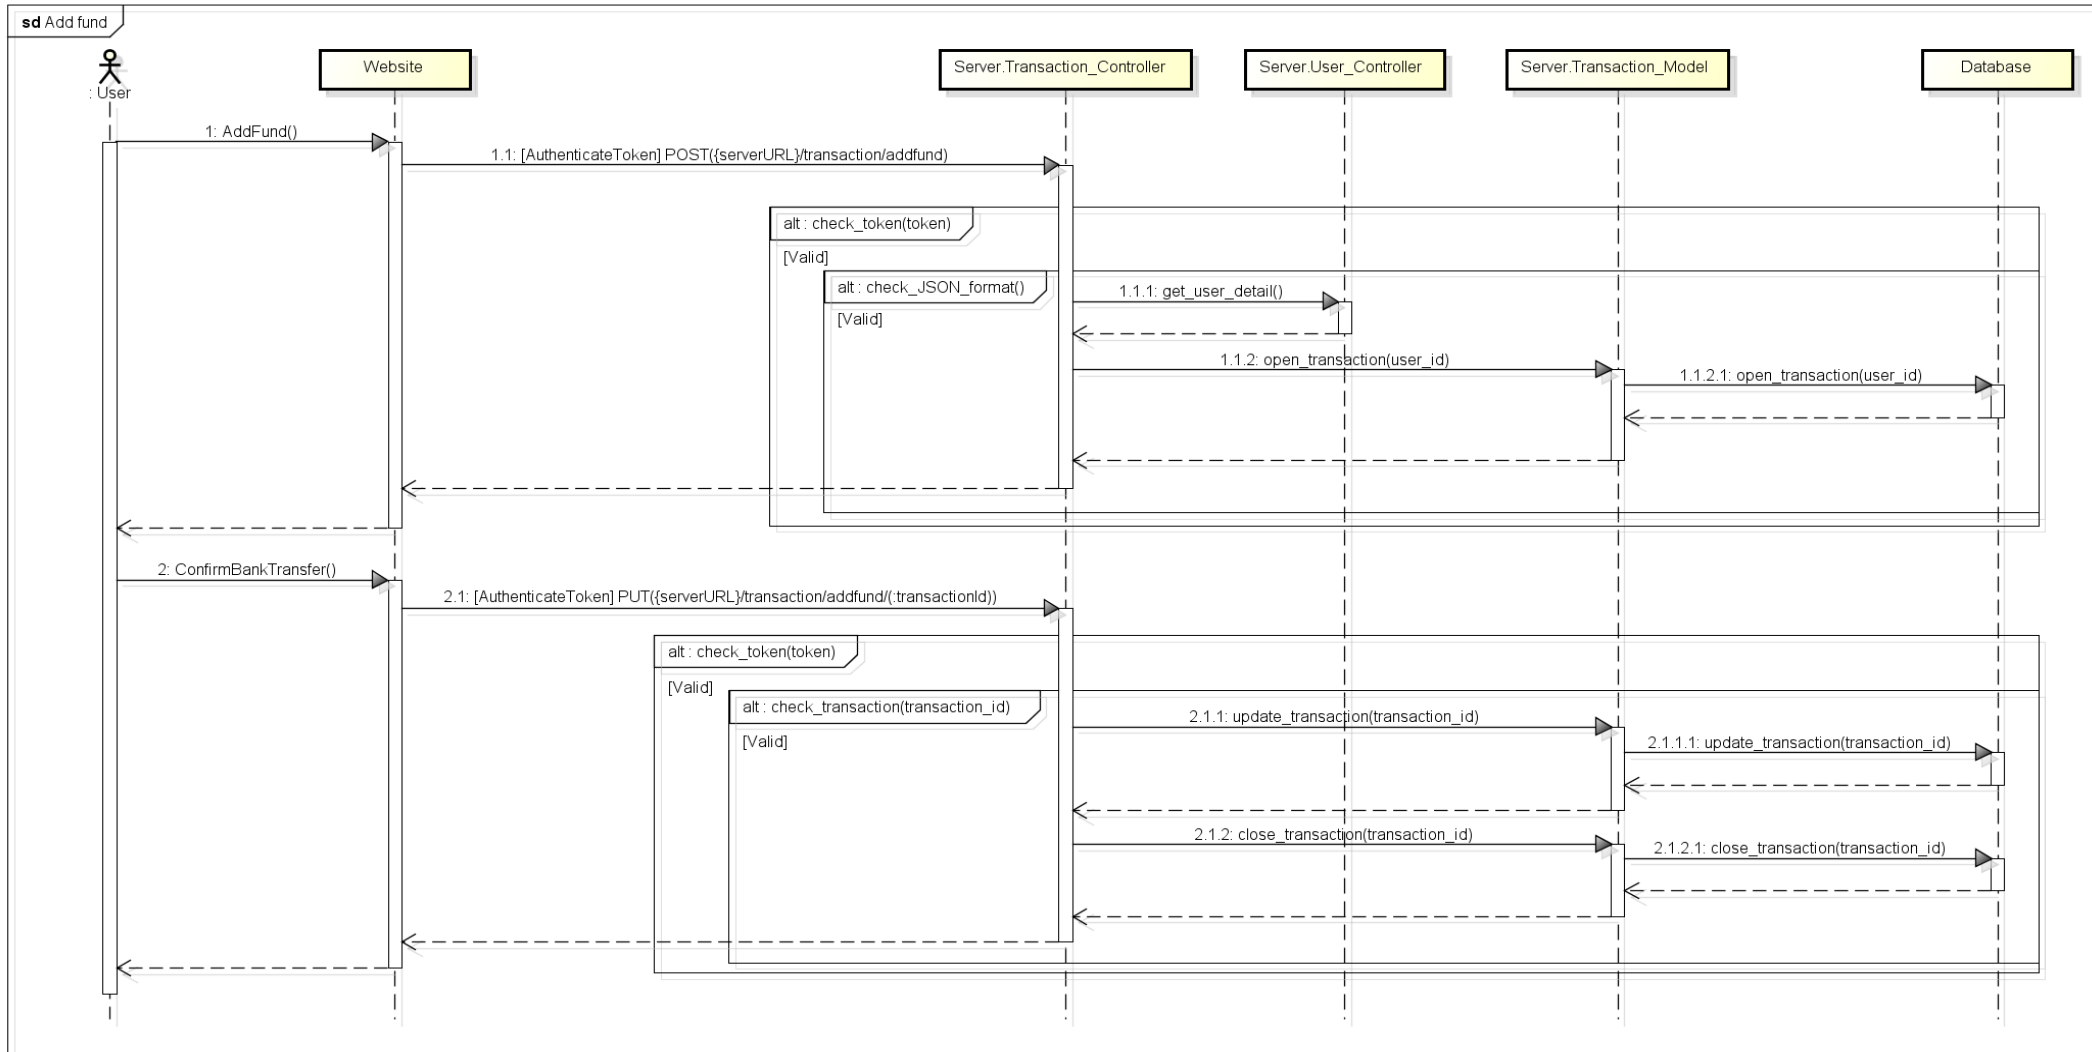 sd Add fund
: User
Website
Server.Transaction_Controller
Server.User_Controller
Server.Transaction_Model
Database
1: AddFund()
1.1: [AuthenticateToken] POST({serverURL}/transaction/addfund)
alt : check_token(token)
[Valid]
alt : check_JSON_format()
[Valid]
1.1.1: get_user_detail()
1.1.2: open_transaction(user_id)
1.1.2.1: open_transaction(user_id)
2: ConfirmBankTransfer()
2.1: [AuthenticateToken] PUT({serverURL}/transaction/addfund/(:transactionId))
alt : check_token(token)
[Valid]
alt : check_transaction(transaction_id)
[Valid]
2.1.1: update_transaction(transaction_id)
2.1.1.1: update_transaction(transaction_id)
2.1.2: close_transaction(transaction_id)
2.1.2.1: close_transaction(transaction_id)